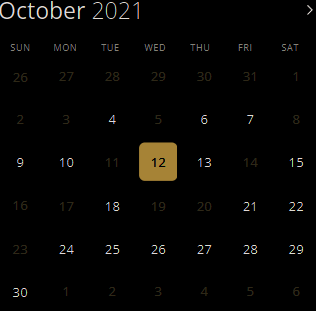 October 2021
SUN MON TUE WED THU FRI SAT
26 27 28 29 30 31 1
2 3 4 5 6 7 8
9 10 11 12 13 14 15
16 17 18 19 20 21 22
23 24 25 26 27 28 29
30 1 2 3 4 5 6